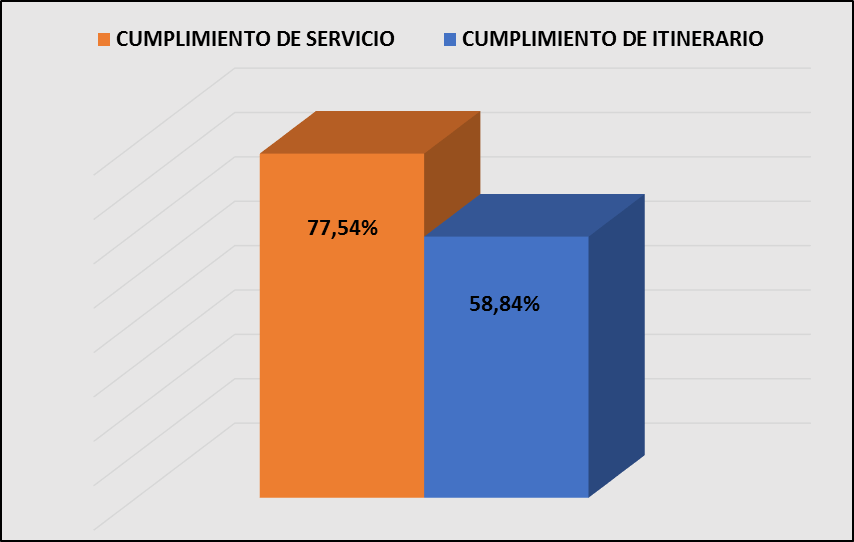 CUMPLIMIENTO DE SERVICIO CUMPLIMIENTO DE ITINERARIO
77,54%
58,84%